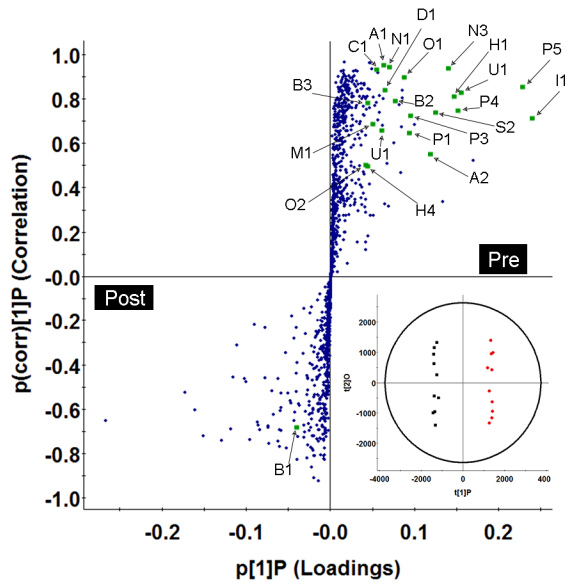 D1
A1
N1
C1
O1
N3
H1
U1
P5
I1
B3
B2
P4
S2
P3
M1
U1
P1
A2
O2
H4
1.0
0.8
0.6
0.4
0.2
-0.0
-0.2
-0.4
-0.6
-0.8
-1.0
p(corr)[1]P (Correlation)
Pre
Post
B1
2000
1000
0
-1000
-2000
t[2]O
-4000 -2000 0 2000 400
t[1]P
-0.2 -0.1 -0.0 0.1 0.2
p[1]P (Loadings)